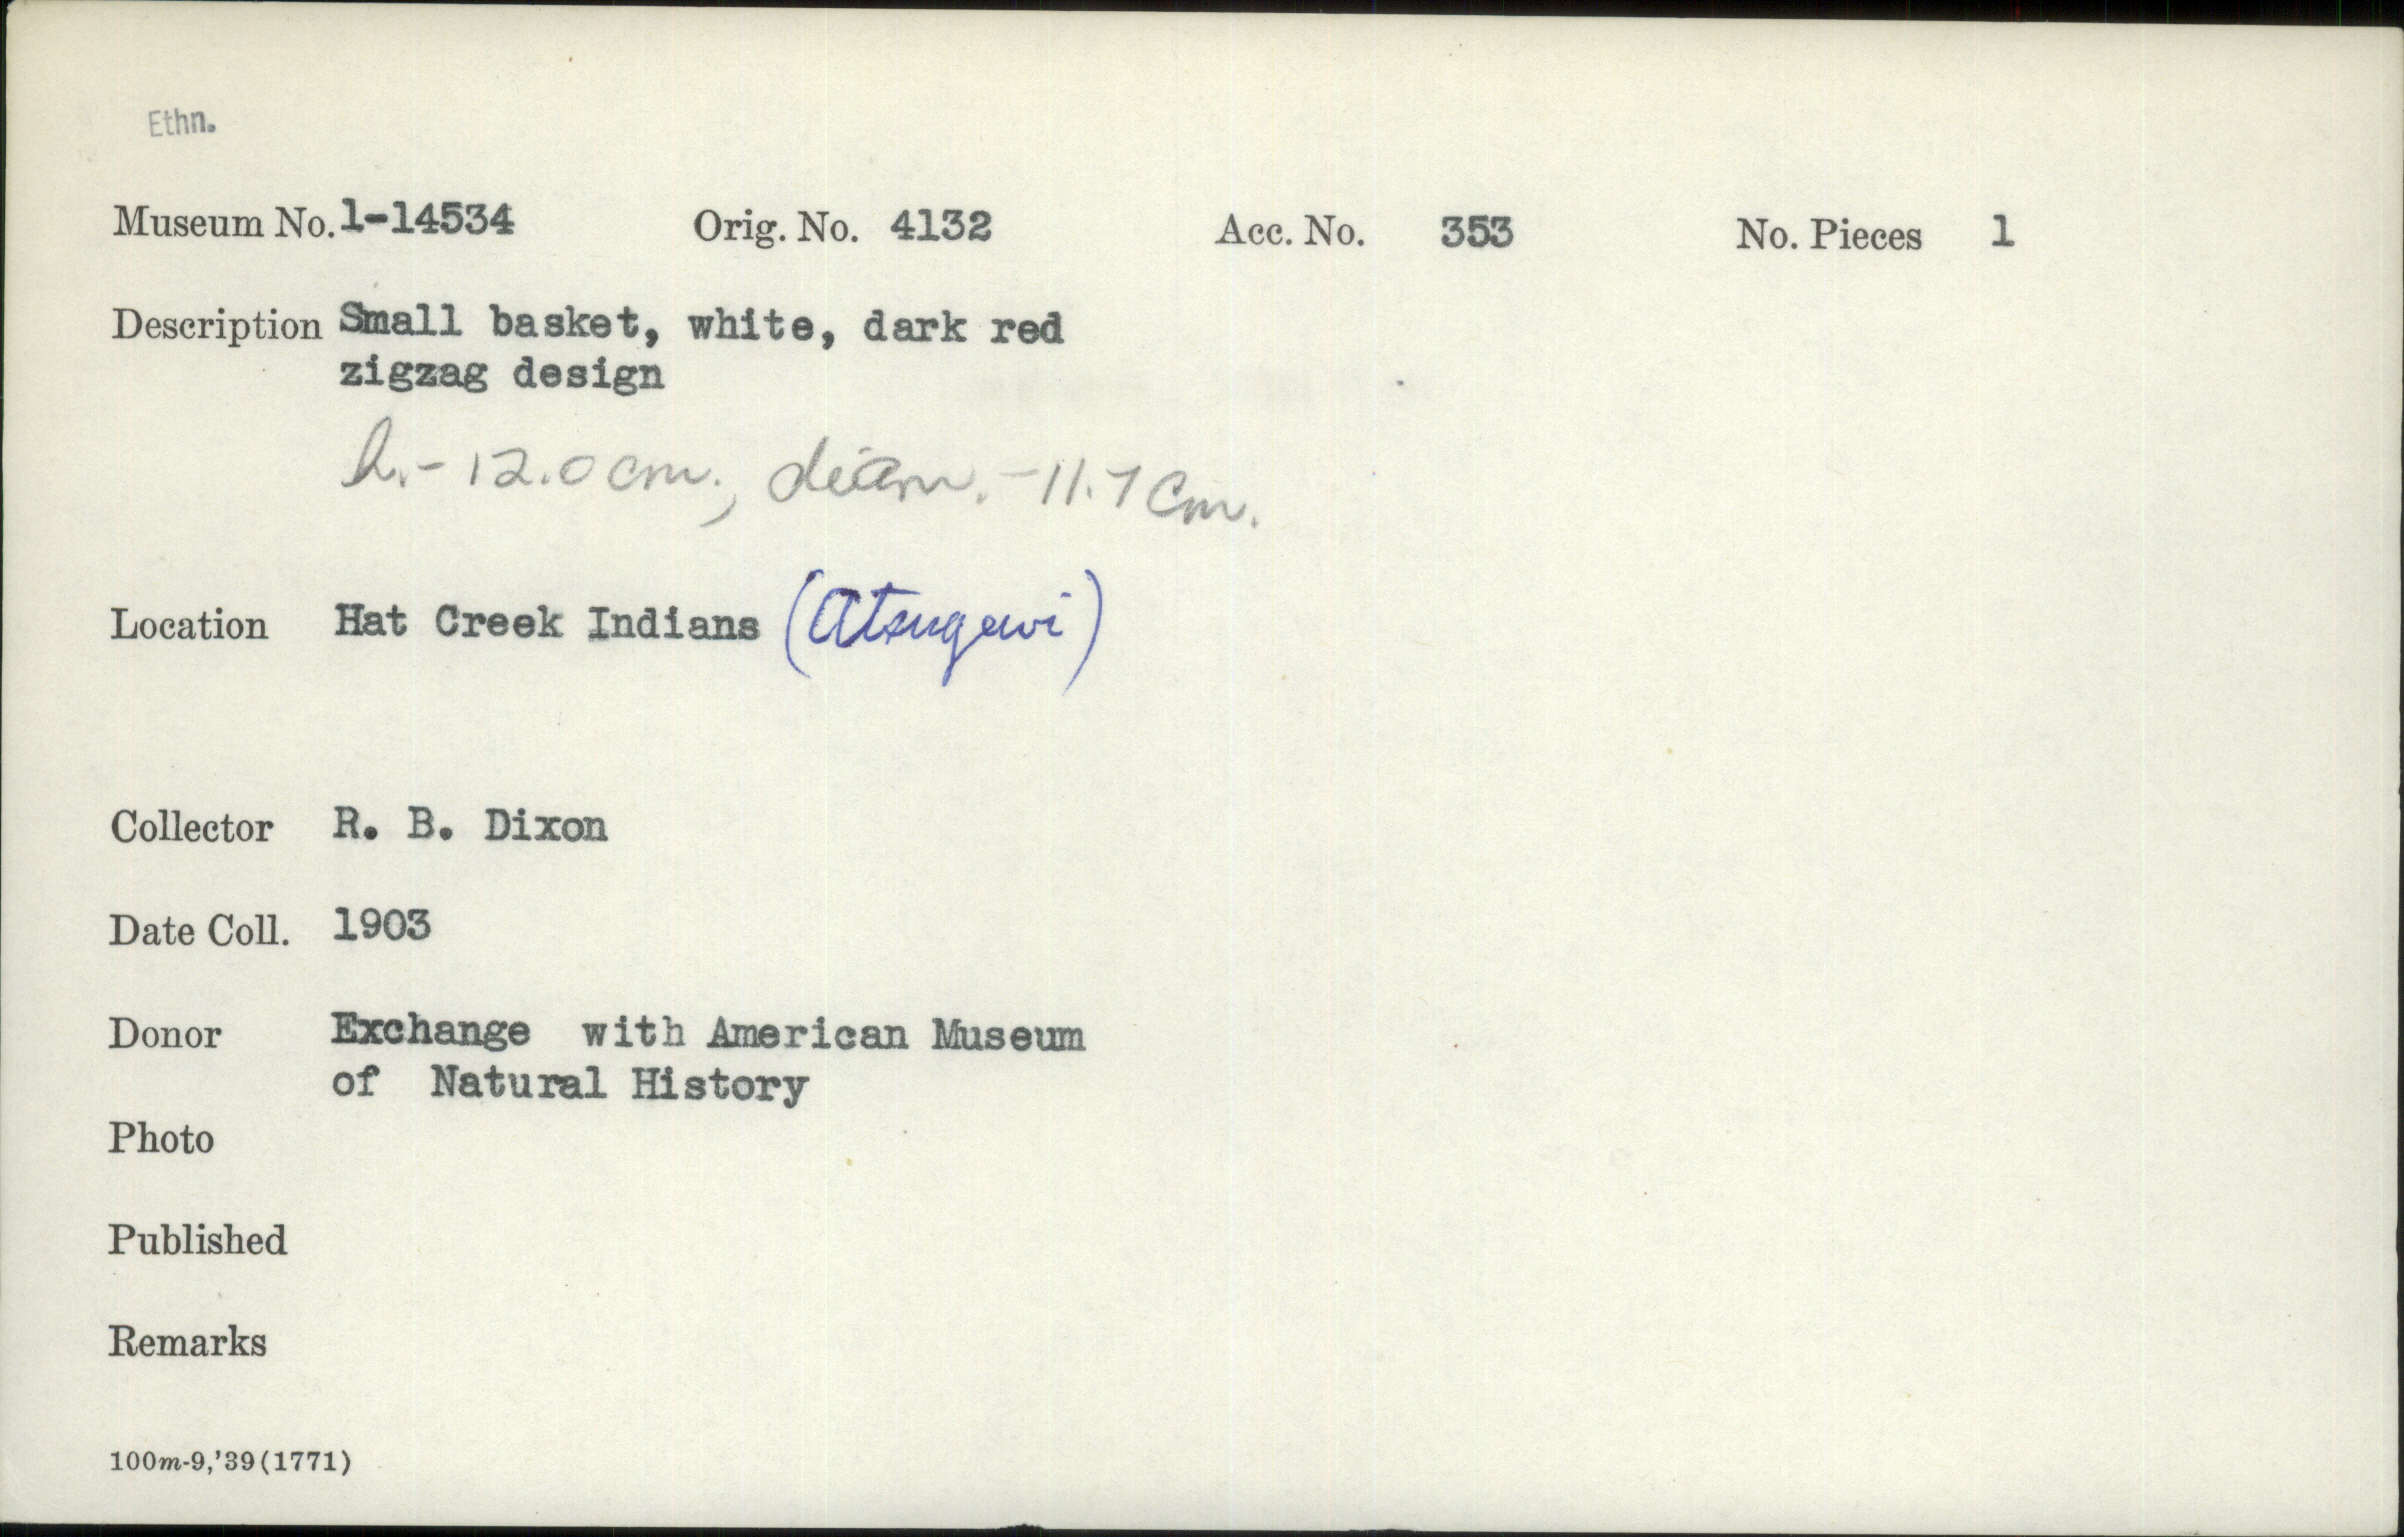 Ethn.
Museum No. 1-14534 Orig. No. 4132 Acc. No. 353 No. Pieces 1
Description Small basket, white, dark red
zigzag design
h.- 12.0 cm., diam. - 11.7 cm.
Location Hat Creek Indians (Atsugewi)
Collector R. B. Dixon
Date Coll. 1903
Donor Exchange with American Museum
of Natural History
Photo
Published
Remarks
100m-9,'39(1771)